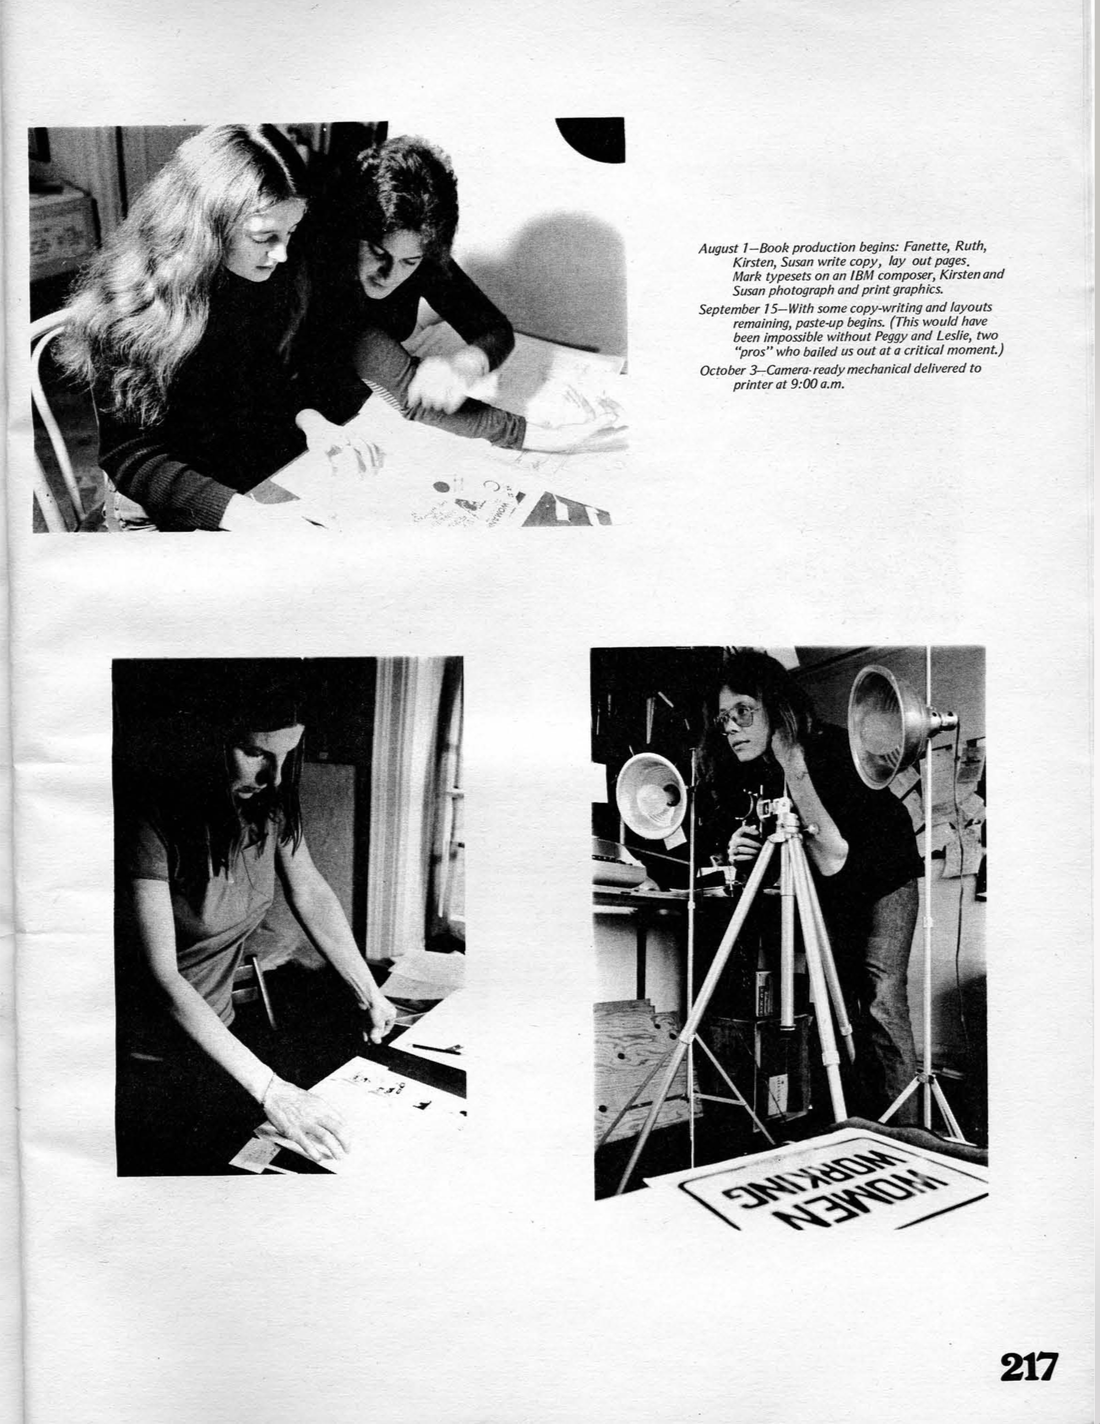 August 1—Book production begins: Fanette, Ruth,
Kirsten, Susan write copy, lay out pages.
Mark typesets on an IBM composer, Kirsten and
Susan photograph and print graphics.
September 15—With some copy-writing and layouts
remaining, paste-up begins. (This would have
been impossible without Peggy and Leslie, two
"pros" who bailed us out at a critical moment.)
October 3—Camera-ready mechanical delivered to
printer at 9:00 a.m.
WOMEN
WORKING
217